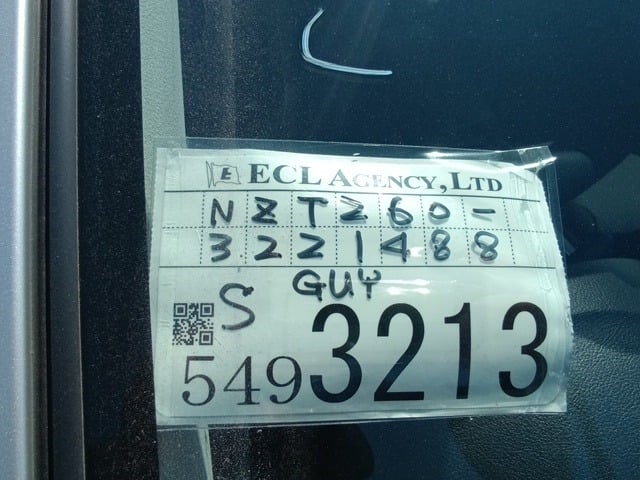 E ECL AGENCY, LTD
NZT260-
3221488
GUY
S
5493213